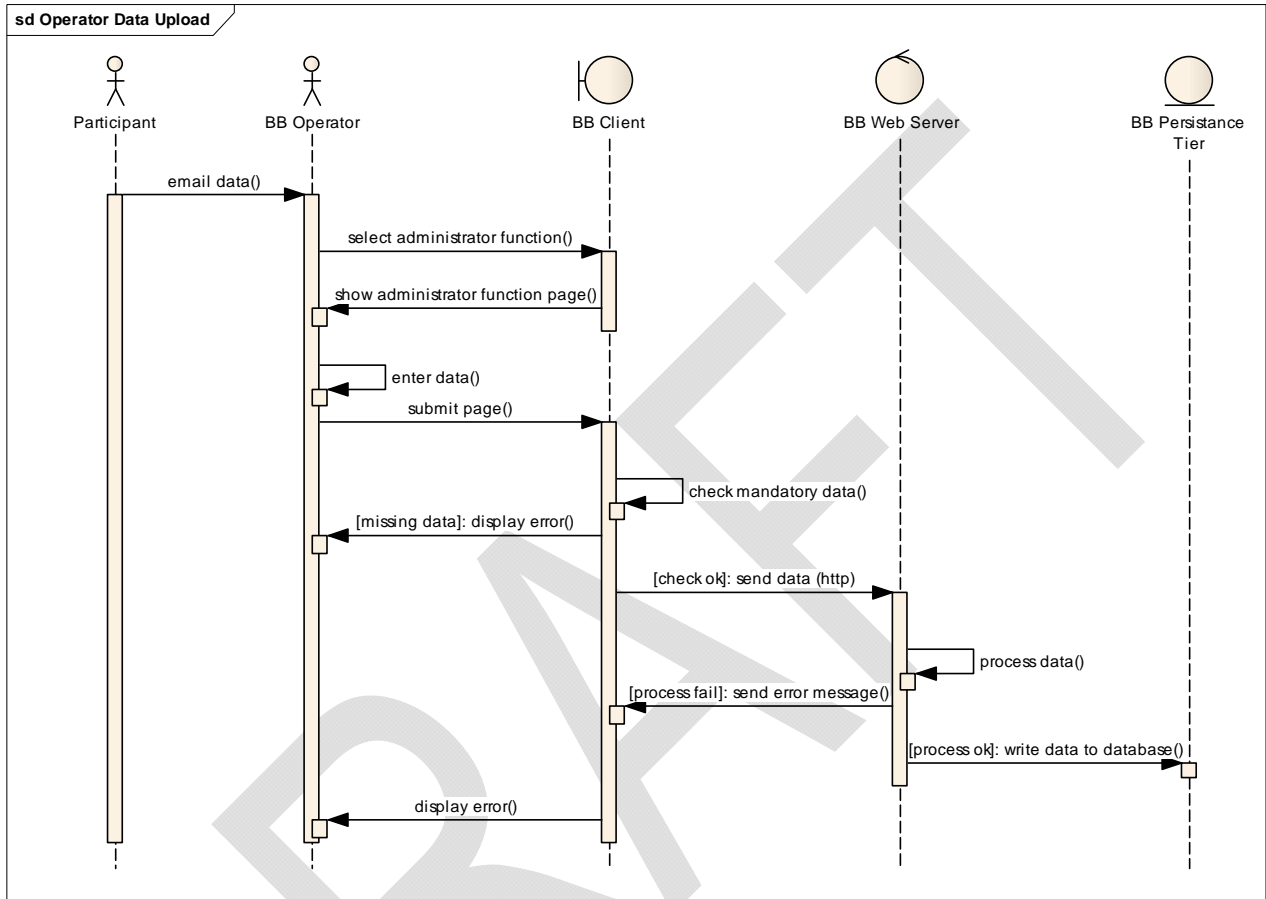 sd Operator Data Upload
Participant
BB Operator
BB Client
BB Web Server
BB Persistance
Tier
email data()
select administrator function()
show administrator function page()
enter data()
submit page()
check mandatory data()
[missing data]: display error()
[check ok]: send data (http)
process data()
[process fail]: send error message()
[process ok]: write data to database()
display error()
RAFT